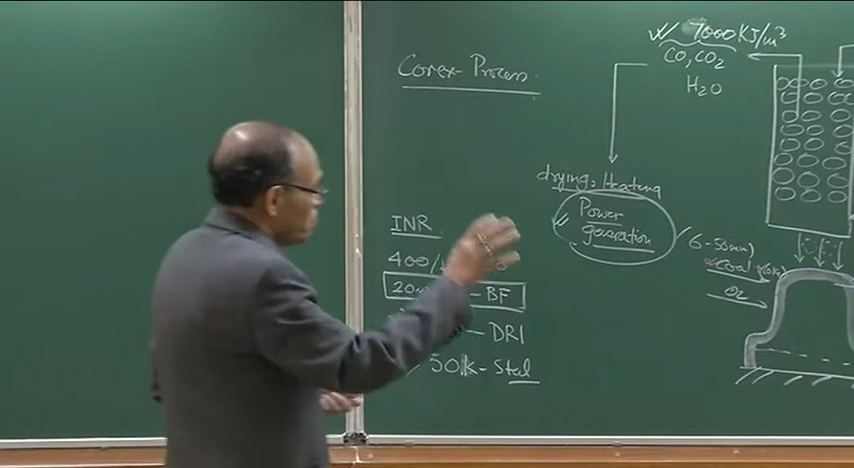 Corex Process
✓ 7000 KJ/m³
CO, CO₂
H₂O
drying, Heating
Power
generation
INR
400/
BF
DRI
50k - Steel
6-50mm
coal
O₂